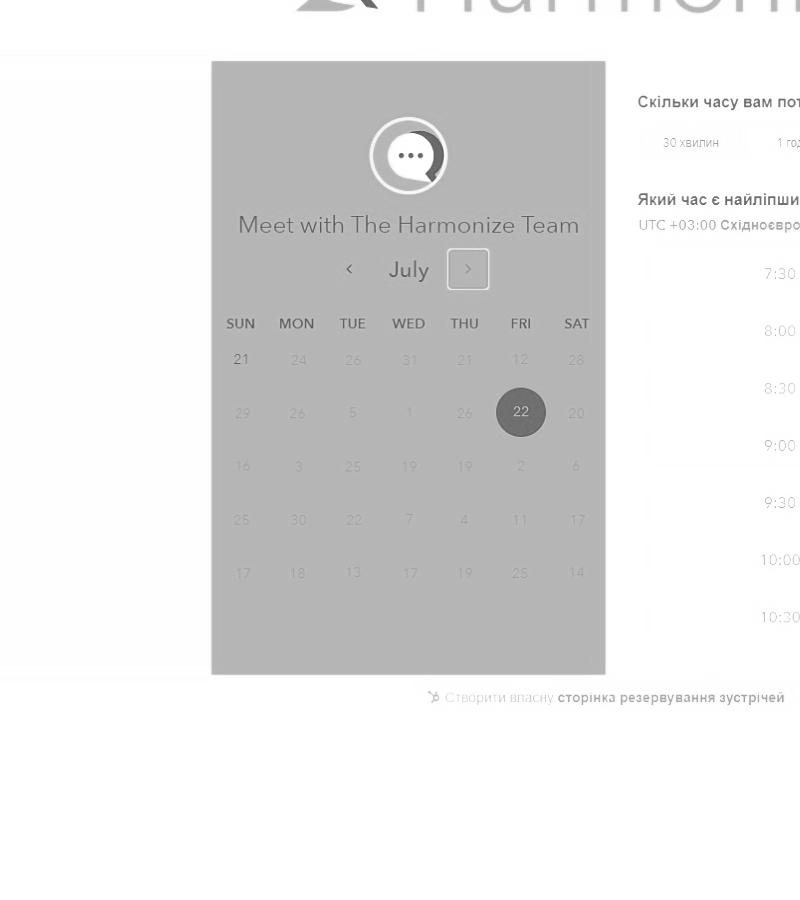 Harmoni
Meet with The Harmonize Team
July
SUN MON TUE WED THU FRI SAT
21 24 26 31 21 12 28
29 26 5 1 26 22 20
16 3 25 19 19 2 6
25 30 22 7 4 11 17
17 18 13 17 19 25 14
Скільки часу вам пот
30 хвилин 1 год
Який час є найліпши
UTC +03:00 Східноєвро
7:30
8:00
8:30
9:00
9:30
10:00
10:30
Створити власну сторінка резервування зустрічей